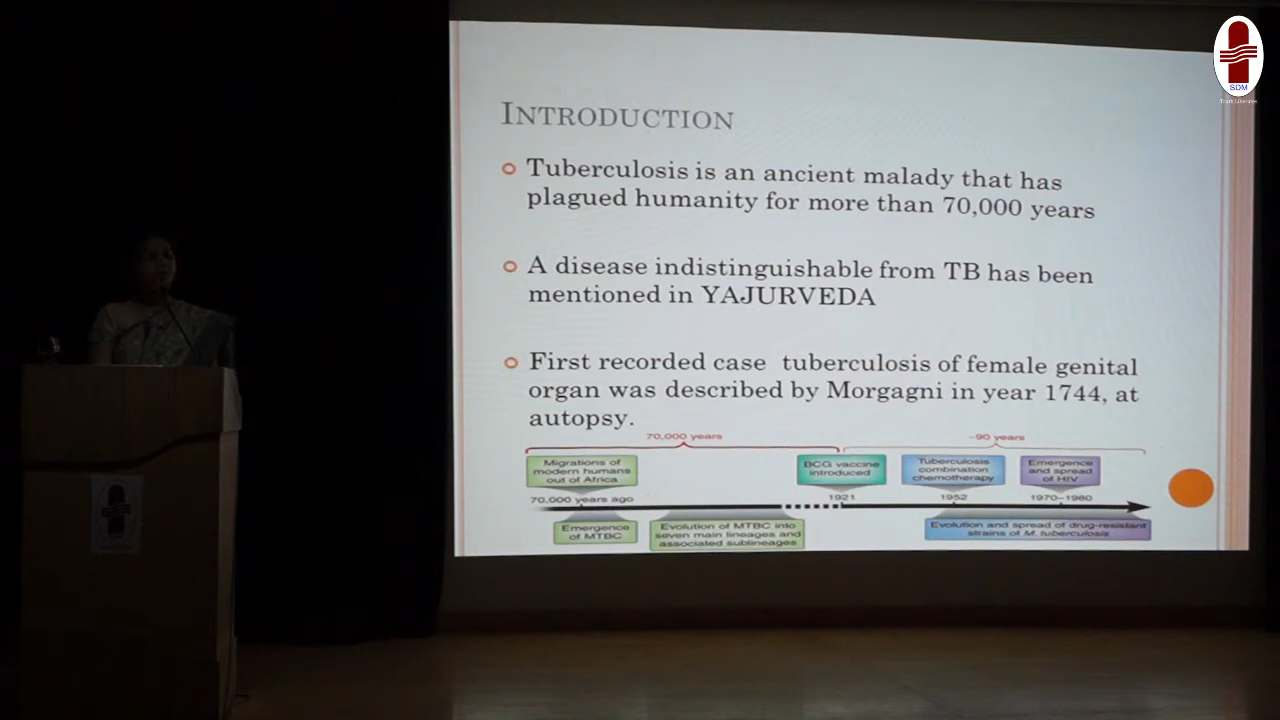 SDM
Truth Liberates
INTRODUCTION
Tuberculosis is an ancient malady that has
plagued humanity for more than 70,000 years
A disease indistinguishable from TB has been
mentioned in YAJURVEDA
First recorded case tuberculosis of female genital
organ was described by Morgagni in year 1744, at
autopsy.
70,000 years
~90 years
Migrations of
modern humans
out of Africa
BCG vaccine
introduced
Tuberculosis
combination
chemotherapy
Emergence
and spread
of HIV
70,000 years ago
1921
1952
1970–1980
Emergence
of MTBC
Evolution of MTBC into
seven main lineages and
associated sublineages
Evolution and spread of drug-resistant
strains of M. tuberculosis